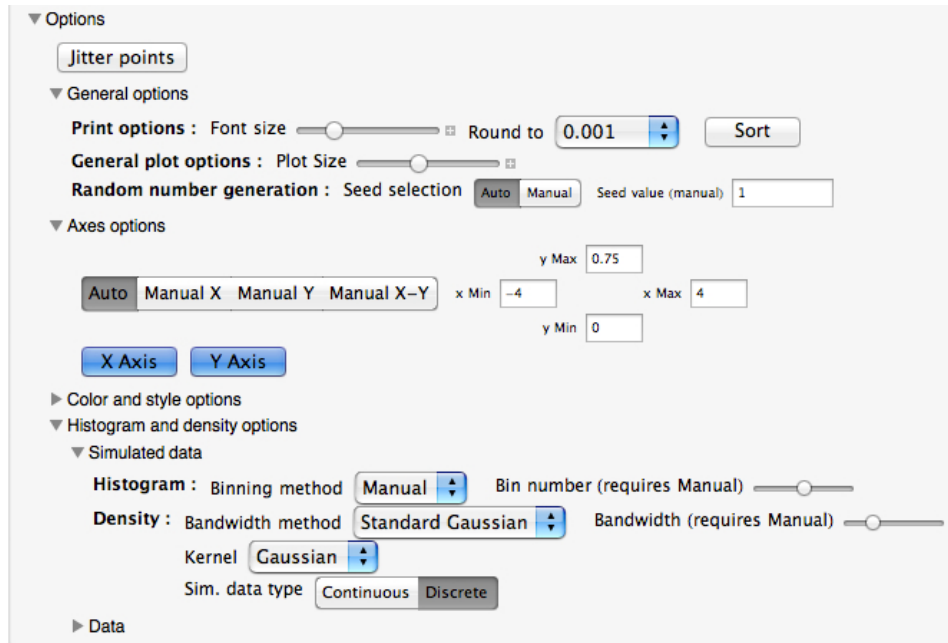 Options
Jitter points
General options
Print options : Font size Round to 0.001 Sort
General plot options : Plot Size
Random number generation : Seed selection Auto Manual Seed value (manual) 1
Axes options
y Max 0.75
Auto Manual X Manual Y Manual X-Y x Min -4 x Max 4
y Min 0
X Axis Y Axis
Color and style options
Histogram and density options
Simulated data
Histogram : Binning method Manual Bin number (requires Manual)
Density : Bandwidth method Standard Gaussian Bandwidth (requires Manual)
Kernel Gaussian
Sim. data type Continuous Discrete
Data